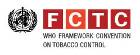 FCTC
WHO FRAMEWORK CONVENTION
ON TOBACCO CONTROL